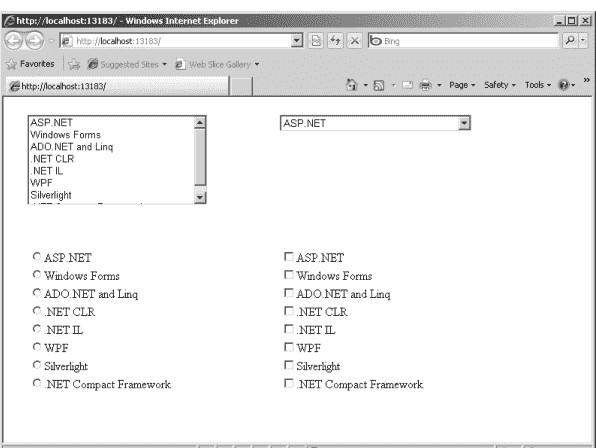 http://localhost:13183/ - Windows Internet Explorer
http://localhost:13183/
Bing
Favorites
Suggested Sites
Web Slice Gallery
http://localhost:13183/
Page
Safety
Tools
ASP.NET
Windows Forms
ADO.NET and Linq
.NET CLR
.NET IL
WPF
Silverlight
ASP.NET
ASP.NET
Windows Forms
ADO.NET and Linq
.NET CLR
.NET IL
WPF
Silverlight
.NET Compact Framework
ASP.NET
Windows Forms
ADO.NET and Linq
.NET CLR
.NET IL
WPF
Silverlight
.NET Compact Framework